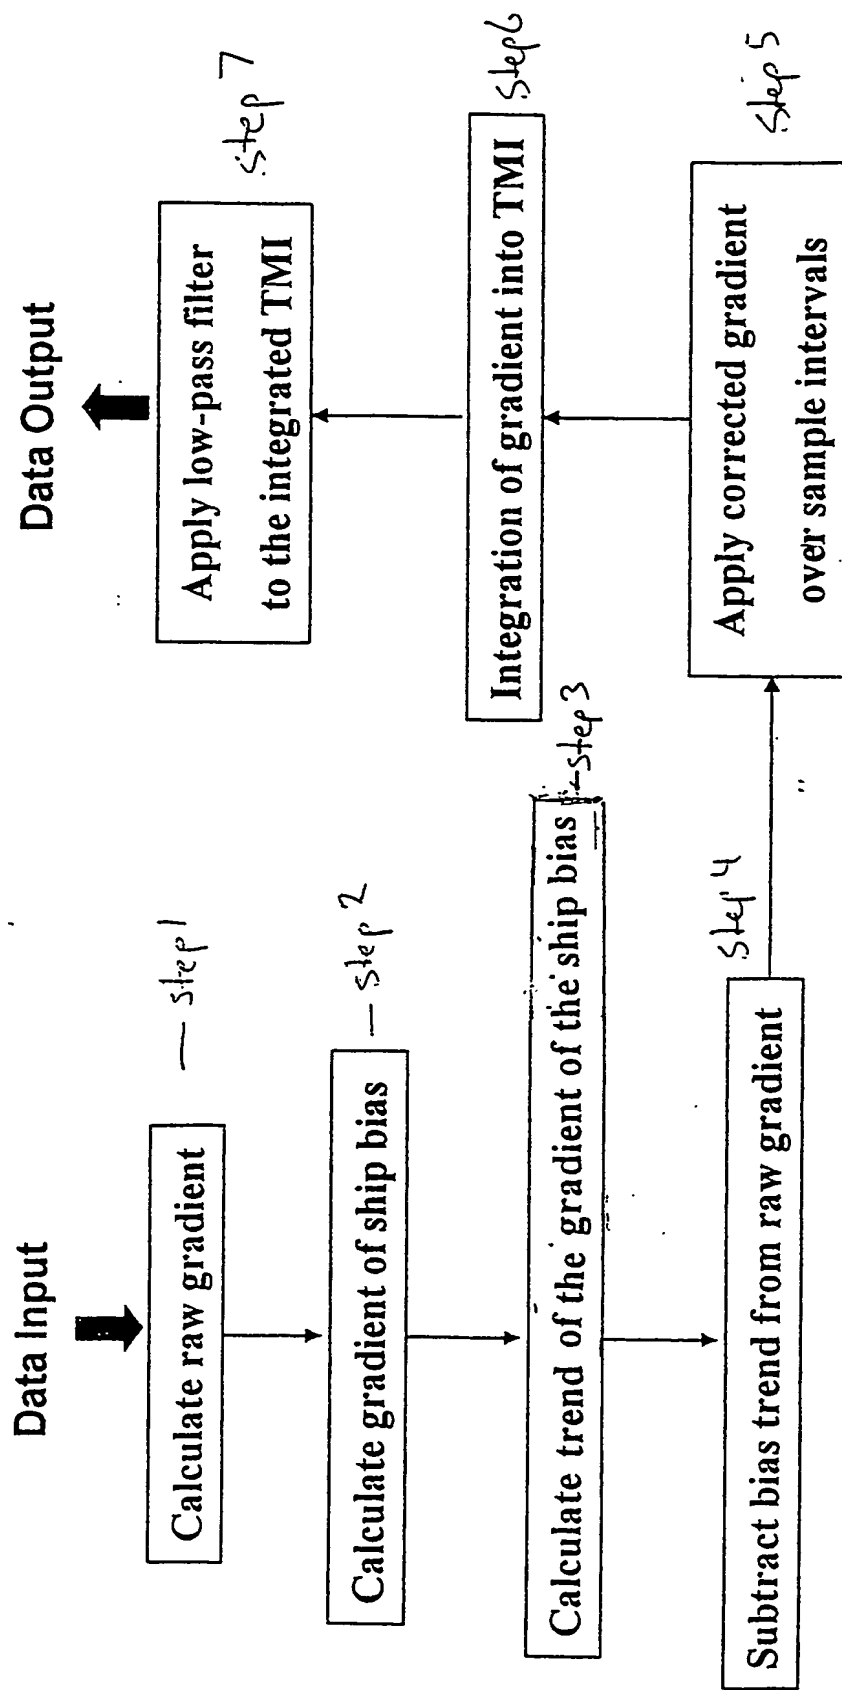 Data Input
Calculate raw gradient
step 1
Calculate gradient of ship bias
step 2
Calculate trend of the gradient of the ship bias
step 3
Subtract bias trend from raw gradient
step 4
Apply corrected gradient
over sample intervals
step 5
Integration of gradient into TMI
step 6
Apply low-pass filter
to the integrated TMI
step 7
Data Output